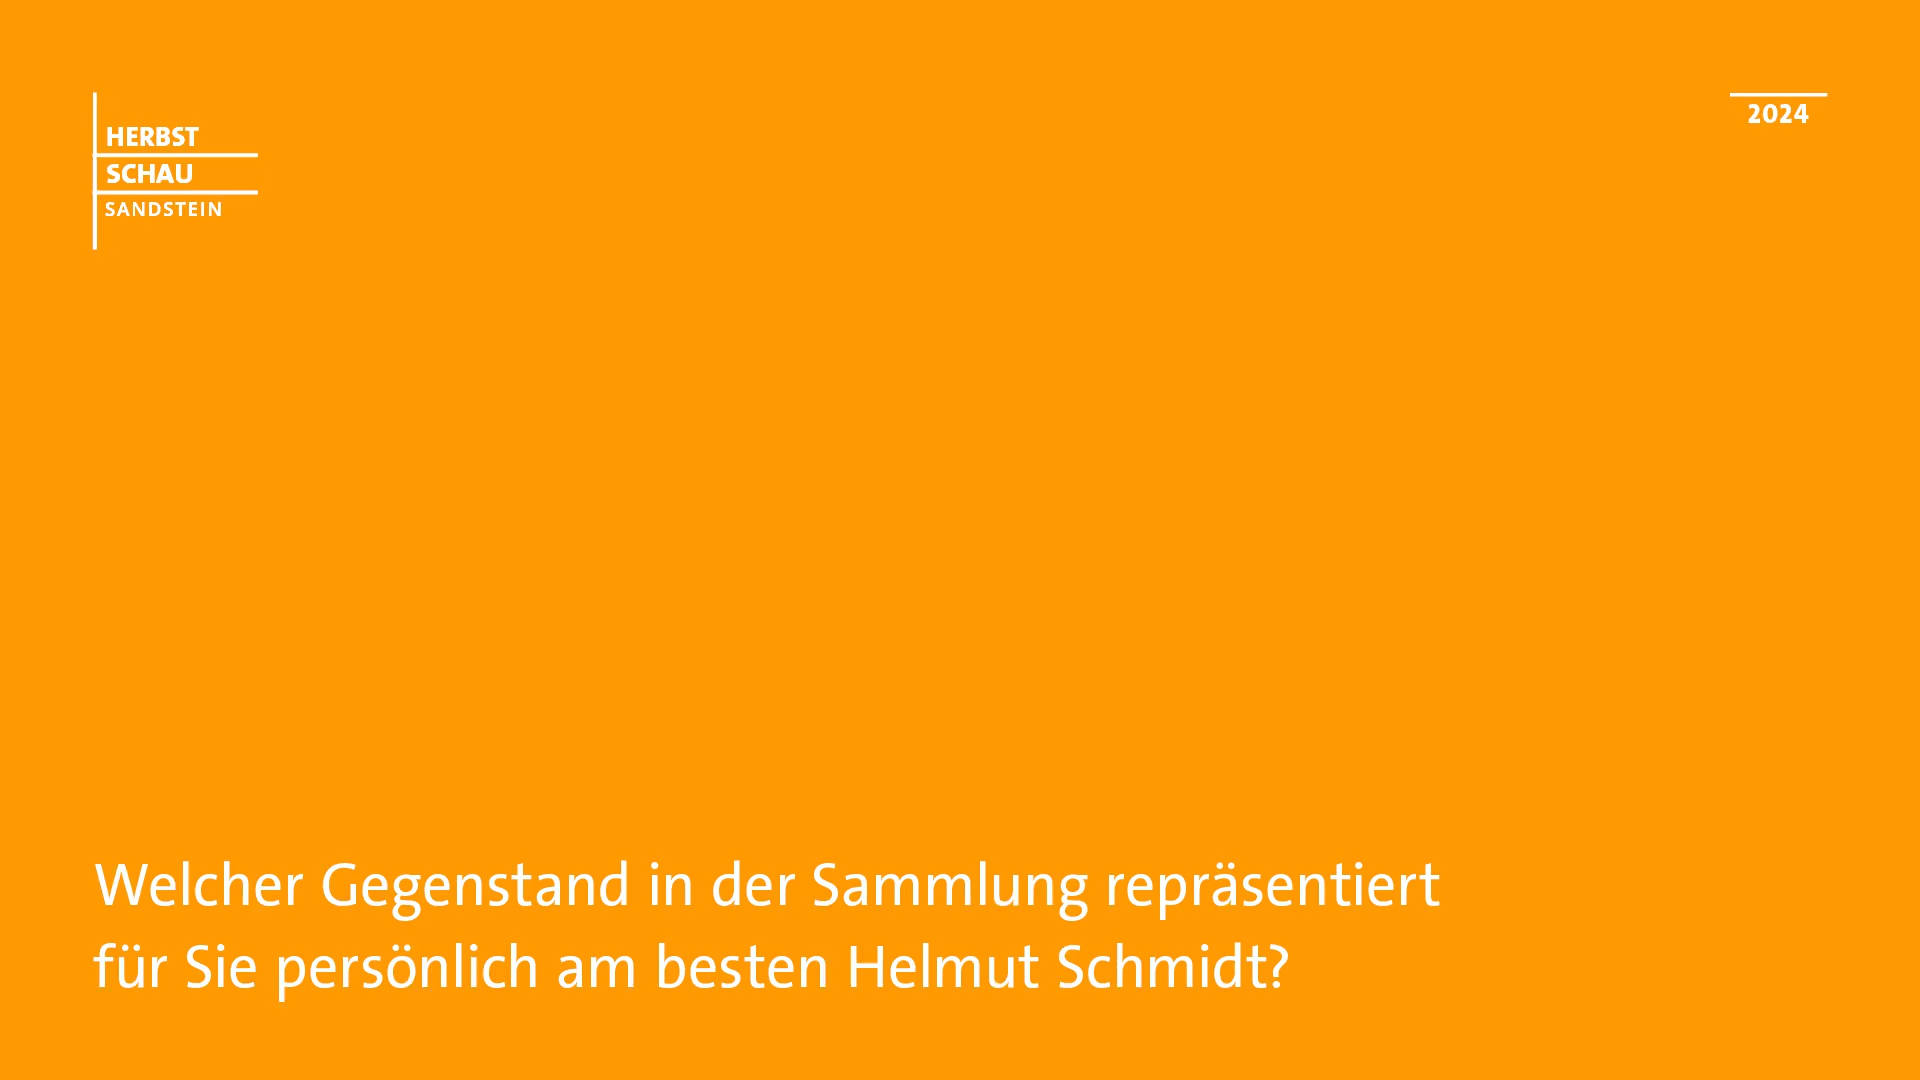 HERBST
SCHAU
SANDSTEIN
2024
Welcher Gegenstand in der Sammlung repräsentiert
für Sie persönlich am besten Helmut Schmidt?